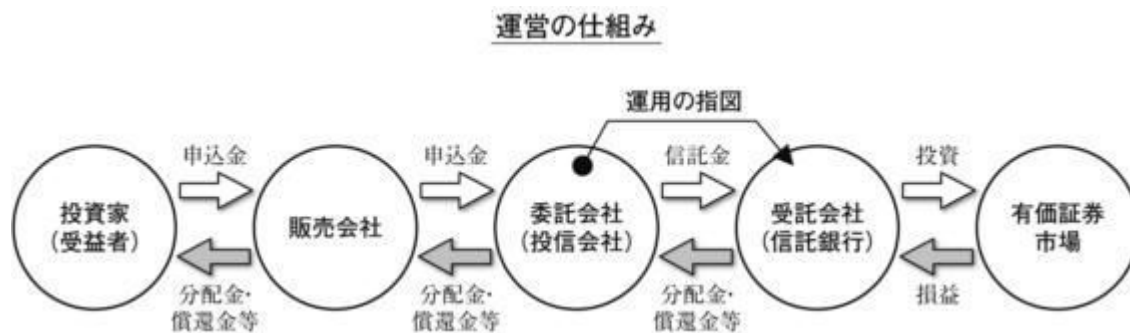 運営の仕組み
運用の指図
申込金
申込金
信託金
投資
投資家
（受益者）
販売会社
委託会社
（投信会社）
受託会社
（信託銀行）
有価証券
市場
分配金・
償還金等
分配金・
償還金等
分配金・
償還金等
損益